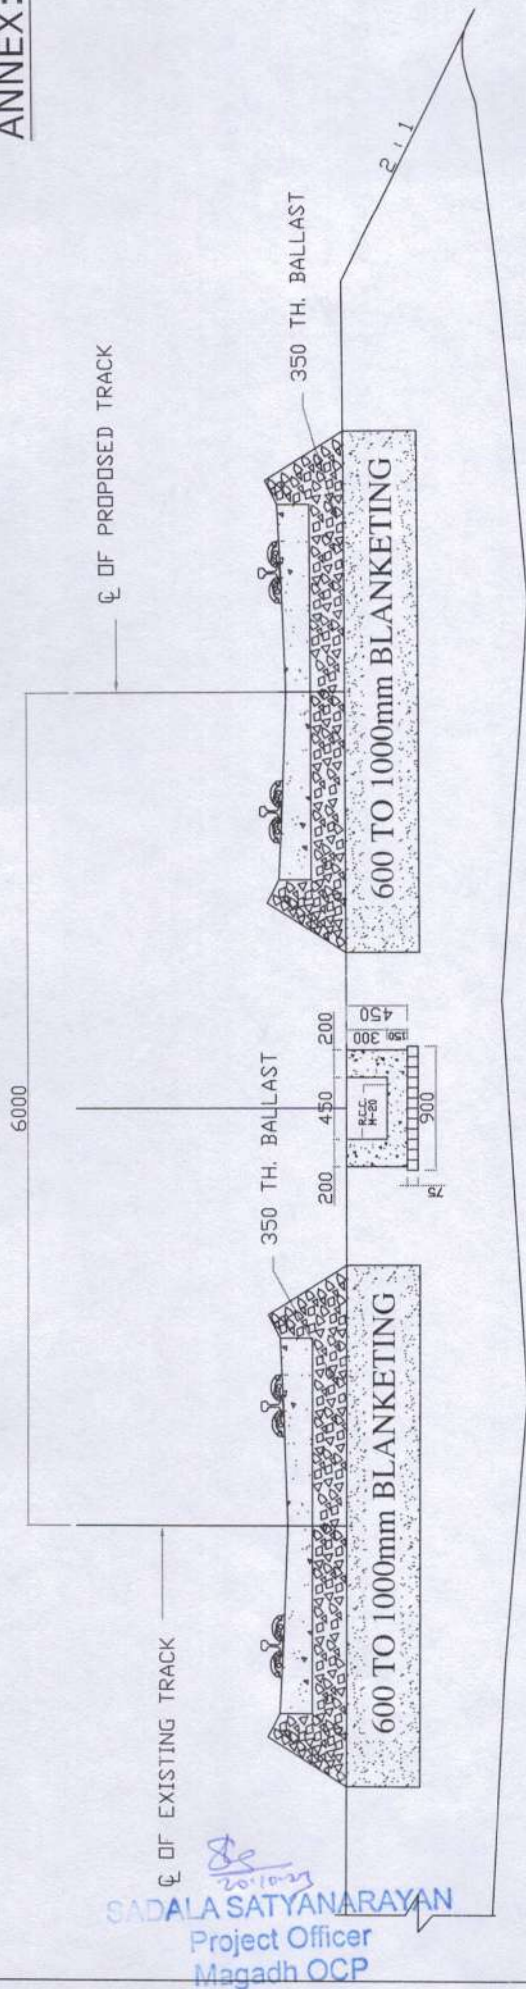 ANNEX:
6000
℄ OF EXISTING TRACK
℄ OF PROPOSED TRACK
350 TH. BALLAST
350 TH. BALLAST
2:1
200
450
200
450
300
150
R.C.C.
M-20
900
75
600 TO 1000mm BLANKETING
600 TO 1000mm BLANKETING
SADALA SATYANARAYAN
Project Officer
Magadh OCP